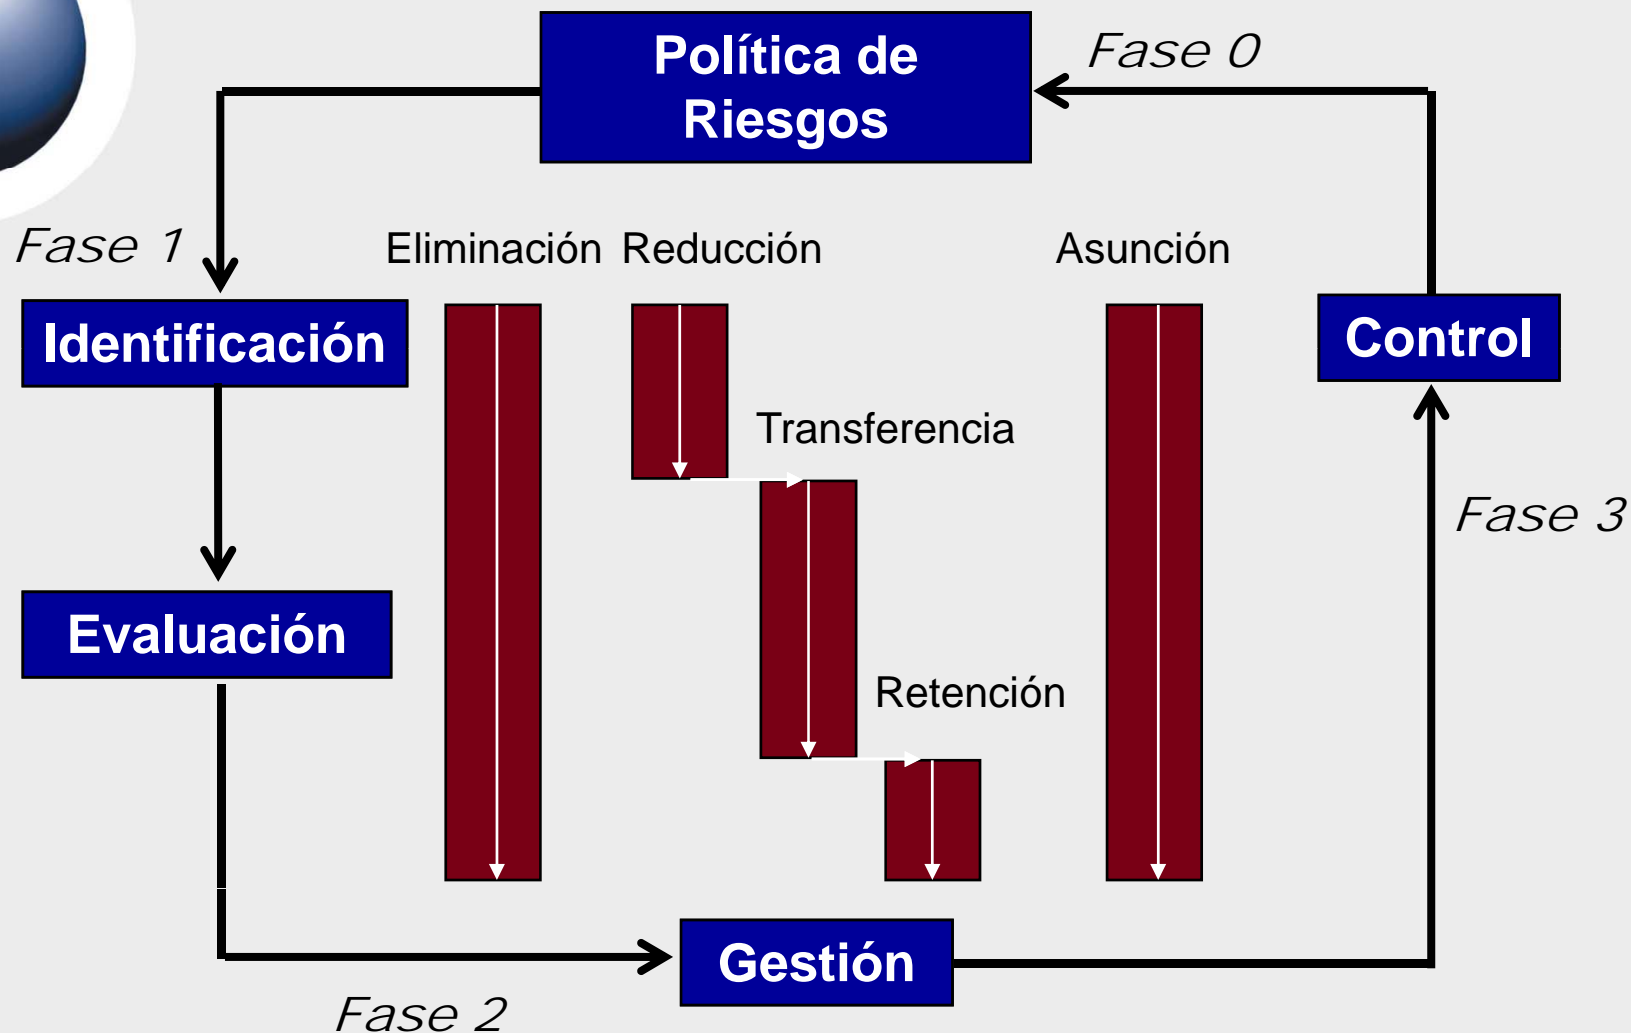 Política de
Riesgos
Fase 0
Fase 1
Eliminación
Reducción
Asunción
Identificación
Control
Transferencia
Fase 3
Evaluación
Retención
Gestión
Fase 2